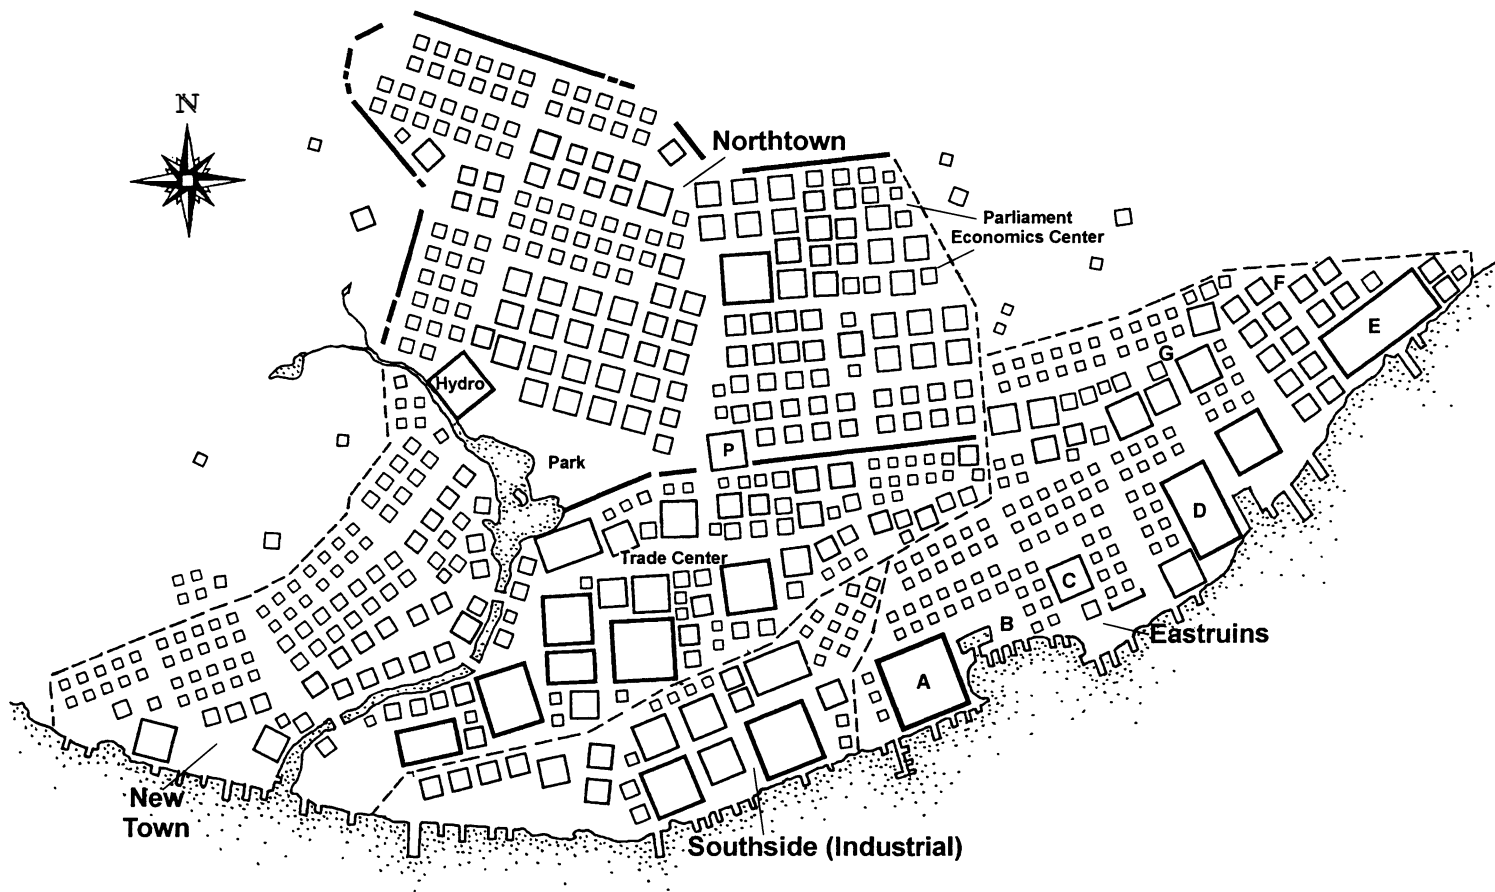 N
Northtown
Parliament
Economics Center
F
E
G
Hydro
P
Park
D
Trade Center
C
B
Eastruins
A
New
Town
Southside (Industrial)